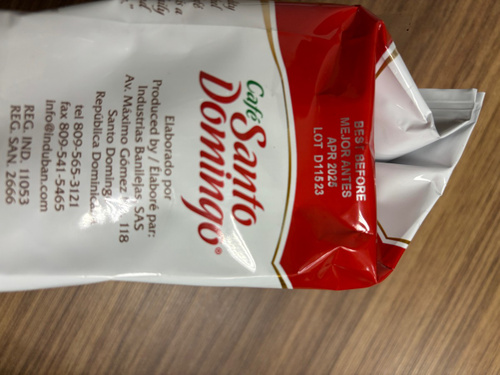 BEST BEFORE
MEJOR ANTES
APR 2025
LOT D11523
Café
Santo
Domingo®
Elaborado por
Produced by / Élaboré par:
Industrias Banilejas, SAS
Av. Máximo Gómez 118
Santo Domingo
República Dominicana
tel 809-565-3121
fax 809-541-5465
info@induban.com
REG. IND. 11053
REG. SAN. 2666